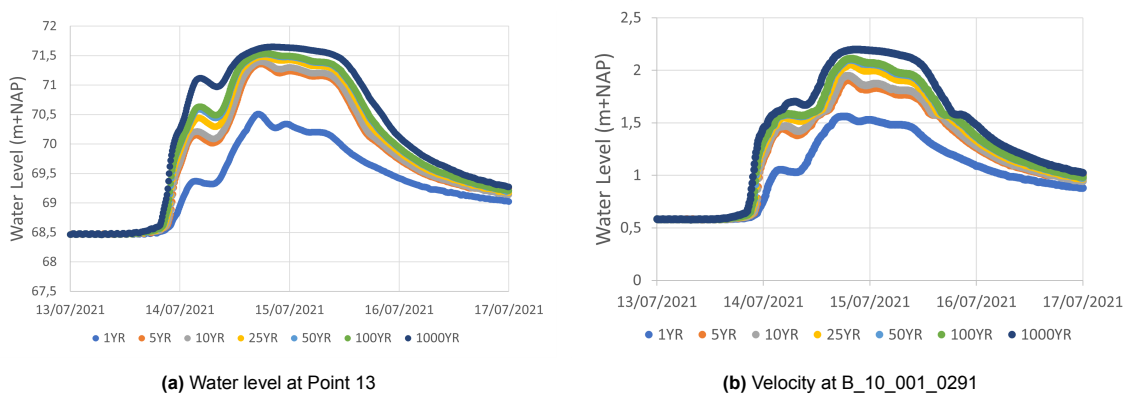 72
71,5
71
70,5
70
69,5
69
68,5
68
67,5
Water Level (m+NAP)
13/07/2021 14/07/2021 15/07/2021 16/07/2021 17/07/2021
1YR 5YR 10YR 25YR 50YR 100YR 1000YR
(a) Water level at Point 13
2,5
2
1,5
1
0,5
0
Water Level (m+NAP)
13/07/2021 14/07/2021 15/07/2021 16/07/2021 17/07/2021
1YR 5YR 10YR 25YR 50YR 100YR 1000YR
(b) Velocity at B_10_001_0291